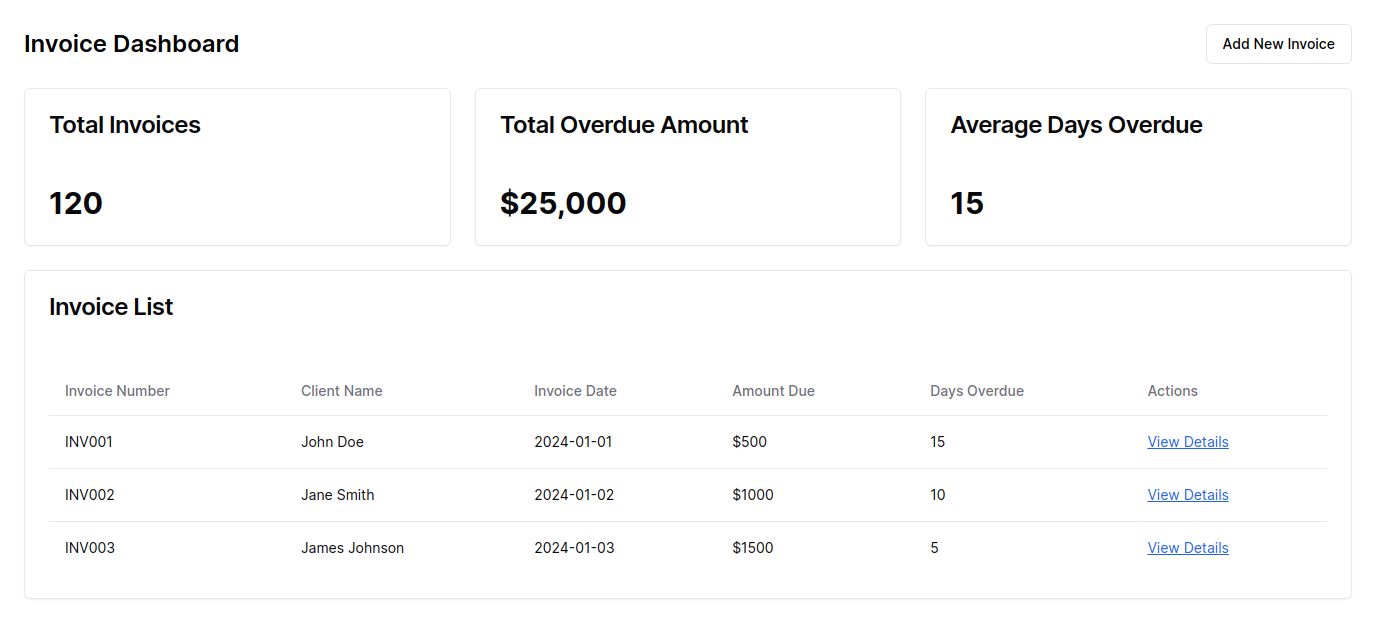 Invoice Dashboard
Add New Invoice
Total Invoices
120
Total Overdue Amount
$25,000
Average Days Overdue
15
Invoice List
Invoice Number Client Name Invoice Date Amount Due Days Overdue Actions
INV001 John Doe 2024-01-01 $500 15 View Details
INV002 Jane Smith 2024-01-02 $1000 10 View Details
INV003 James Johnson 2024-01-03 $1500 5 View Details